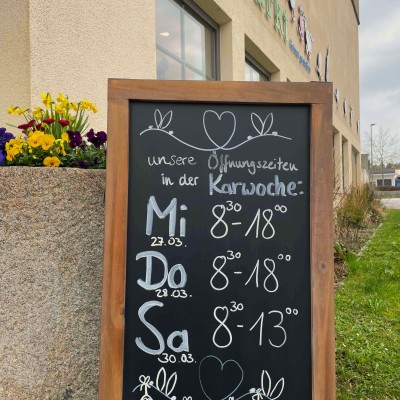 unsere Öffnungszeiten
in der Karwoche:
Mi 8³⁰-18⁰⁰
27.03.
Do 8³⁰-18⁰⁰
28.03.
Sa 8³⁰-13⁰⁰
30.03.